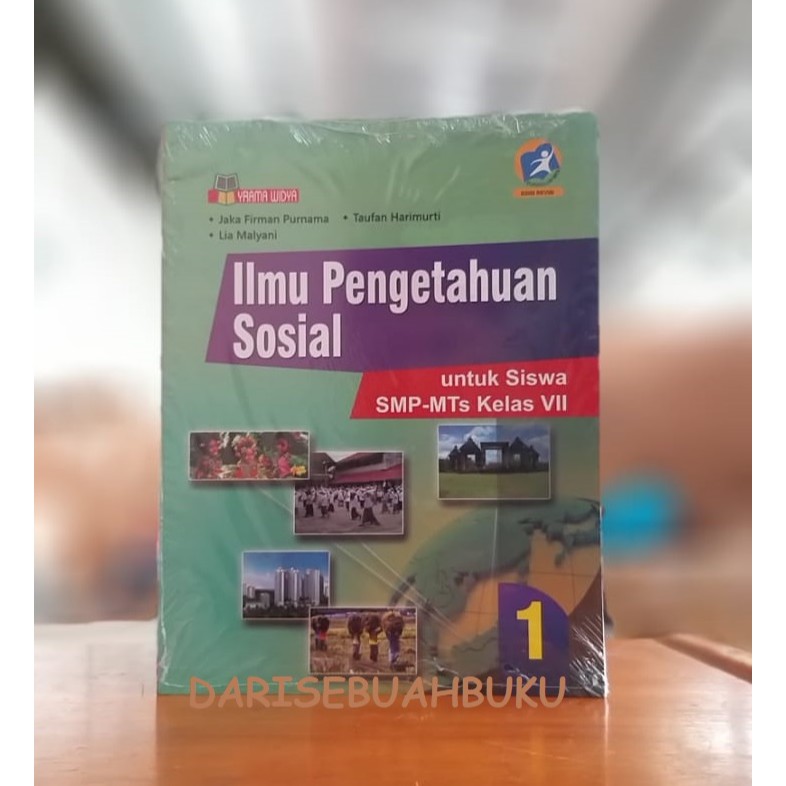 YRAMA WIDYA
• Jaka Firman Purnama • Taufan Harimurti
• Lia Malyani
Ilmu Pengetahuan
Sosial
untuk Siswa
SMP-MTs Kelas VII
1
DARISEBUAHBUKU